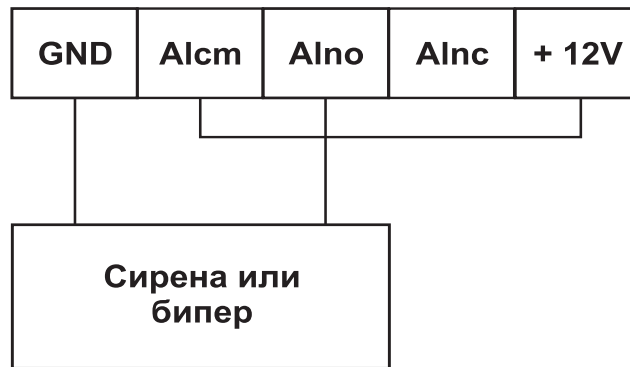 GND Alcm Alno Alnc + 12V
Сирена или
бипер